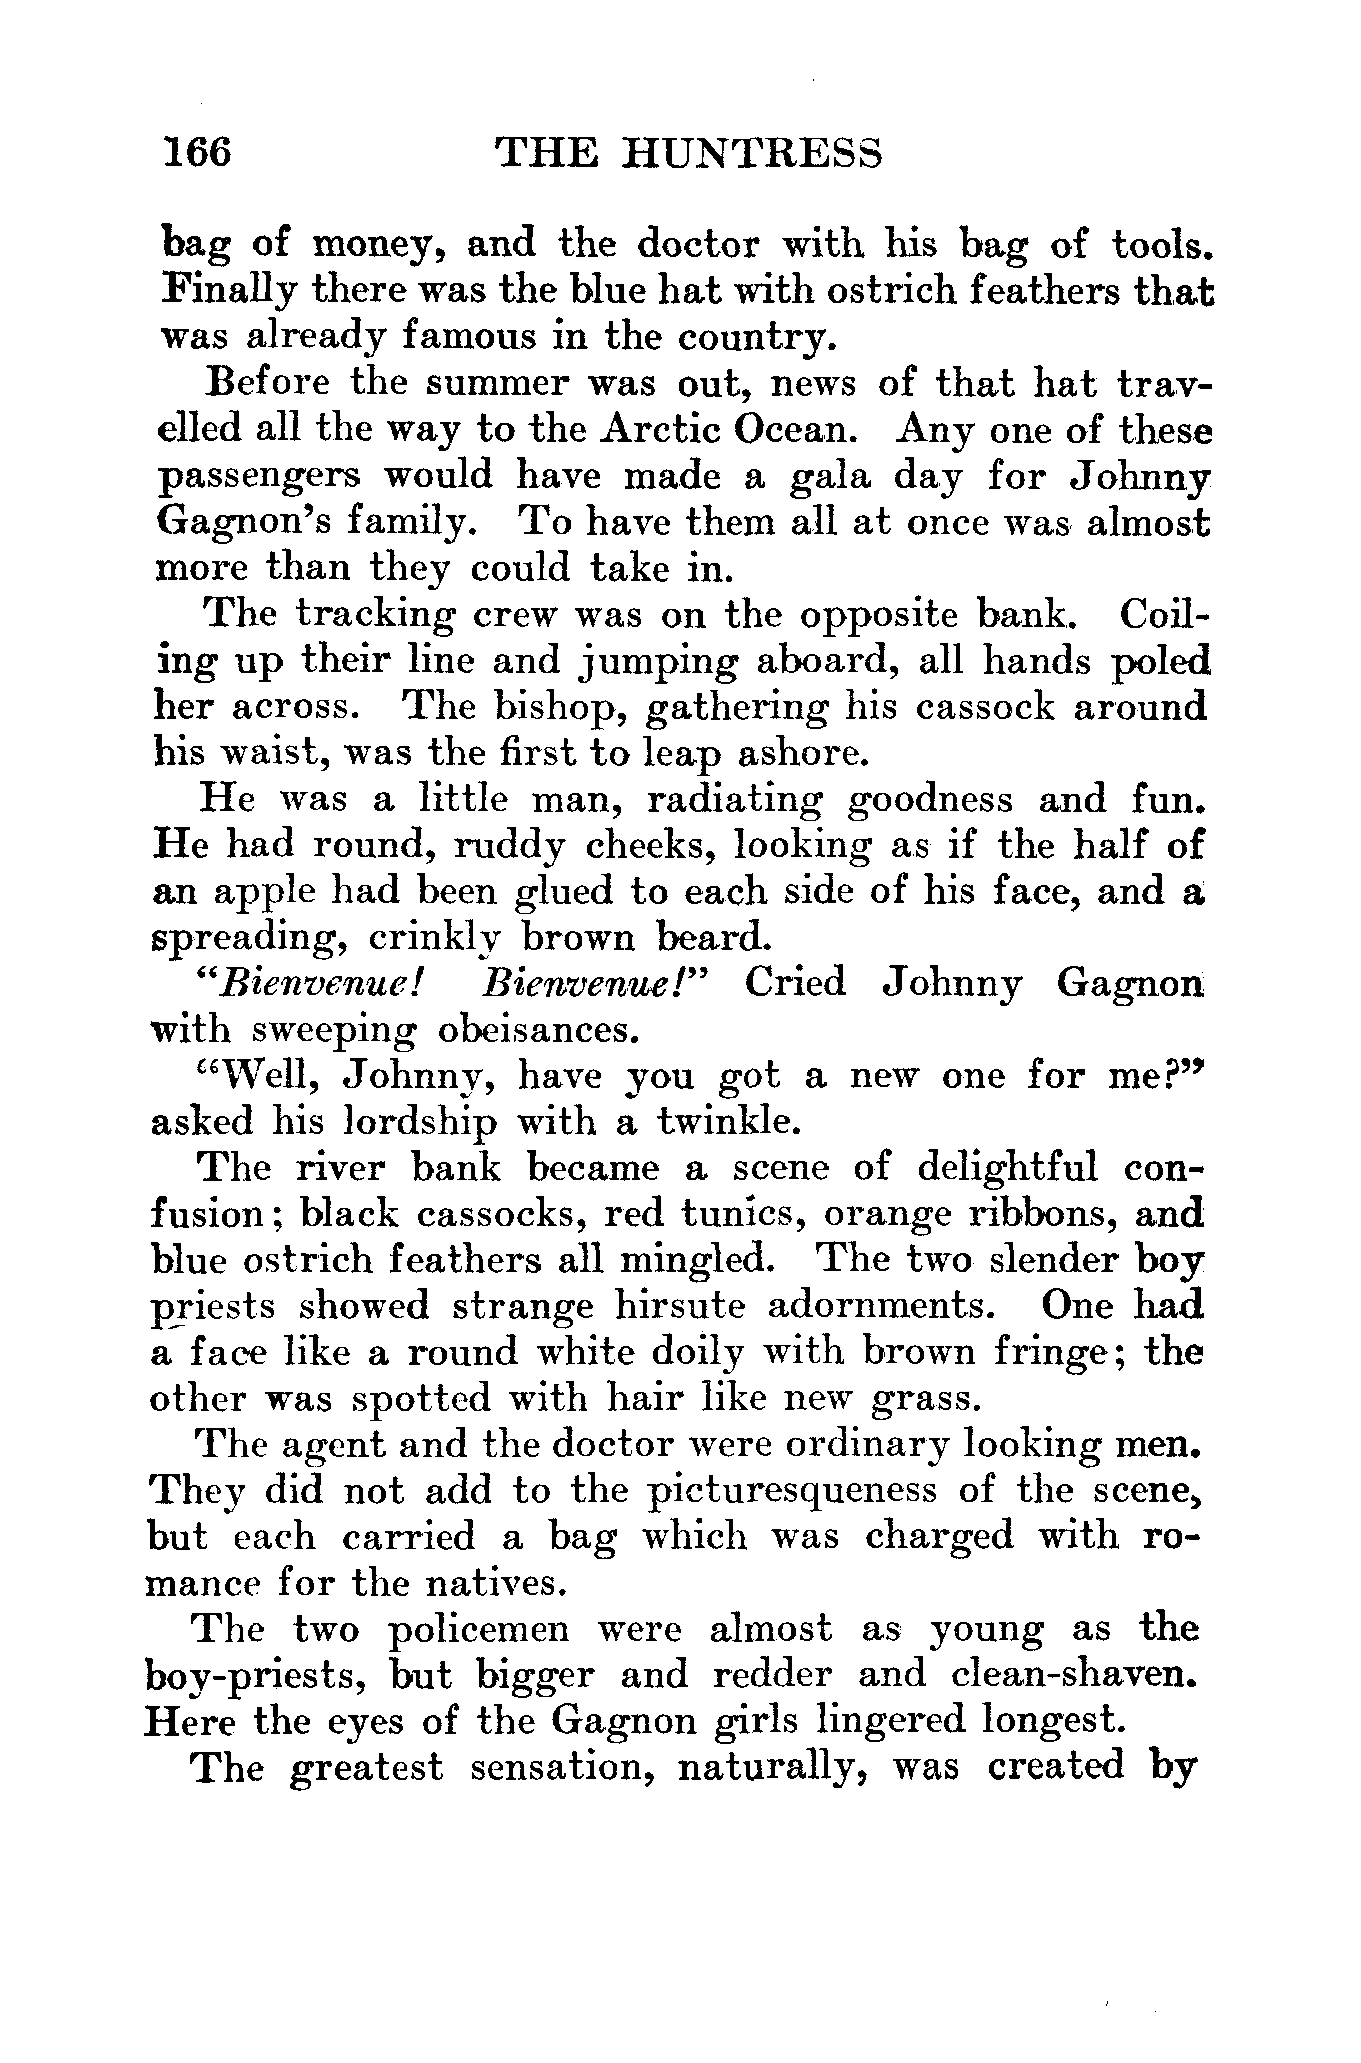 166 THE HUNTRESS
bag of money, and the doctor with his bag of tools.
Finally there was the blue hat with ostrich feathers that
was already famous in the country.
Before the summer was out, news of that hat trav-
elled all the way to the Arctic Ocean. Any one of these
passengers would have made a gala day for Johnny
Gagnon's family. To have them all at once was almost
more than they could take in.
The tracking crew was on the opposite bank. Coil-
ing up their line and jumping aboard, all hands poled
her across. The bishop, gathering his cassock around
his waist, was the first to leap ashore.
He was a little man, radiating goodness and fun.
He had round, ruddy cheeks, looking as if the half of
an apple had been glued to each side of his face, and a
spreading, crinkly brown beard.
“Bienvenue! Bienvenue!” Cried Johnny Gagnon
with sweeping obeisances.
“Well, Johnny, have you got a new one for me?”
asked his lordship with a twinkle.
The river bank became a scene of delightful con-
fusion; black cassocks, red tunics, orange ribbons, and
blue ostrich feathers all mingled. The two slender boy
priests showed strange hirsute adornments. One had
a face like a round white doily with brown fringe; the
other was spotted with hair like new grass.
The agent and the doctor were ordinary looking men.
They did not add to the picturesqueness of the scene,
but each carried a bag which was charged with ro-
mance for the natives.
The two policemen were almost as young as the
boy-priests, but bigger and redder and clean-shaven.
Here the eyes of the Gagnon girls lingered longest.
The greatest sensation, naturally, was created by